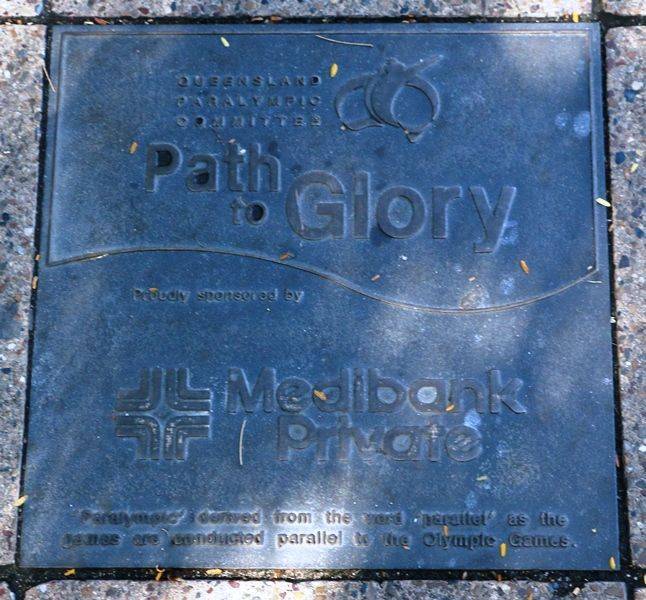 QUEENSLAND
PARALYMPIC
COMMITTEE
Path
to Glory
Proudly sponsored by
Medibank
Private
'Paralympic' derived from the word 'parallel' as the
games are conducted parallel to the Olympic Games.